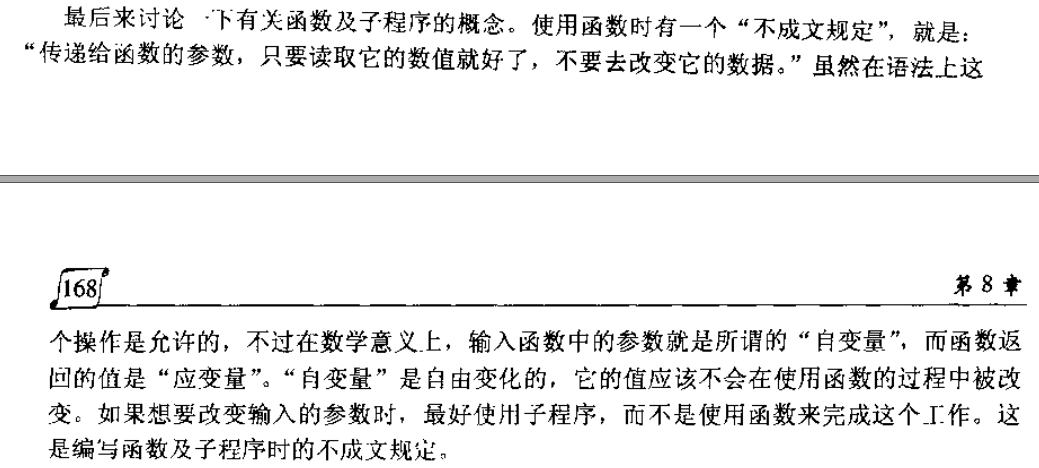 最后来讨论一下有关函数及子程序的概念。使用函数时有一个“不成文规定”，就是：
“传递给函数的参数，只要读取它的数值就好了，不要去改变它的数据。”虽然在语法上这
168
第 8 章
个操作是允许的，不过在数学意义上，输入函数中的参数就是所谓的“自变量”，而函数返
回的值是“应变量”。“自变量”是自由变化的，它的值应该不会在使用函数的过程中被改
变。如果想要改变输入的参数时，最好使用子程序，而不是使用函数来完成这个工作。这
是编写函数及子程序时的不成文规定。